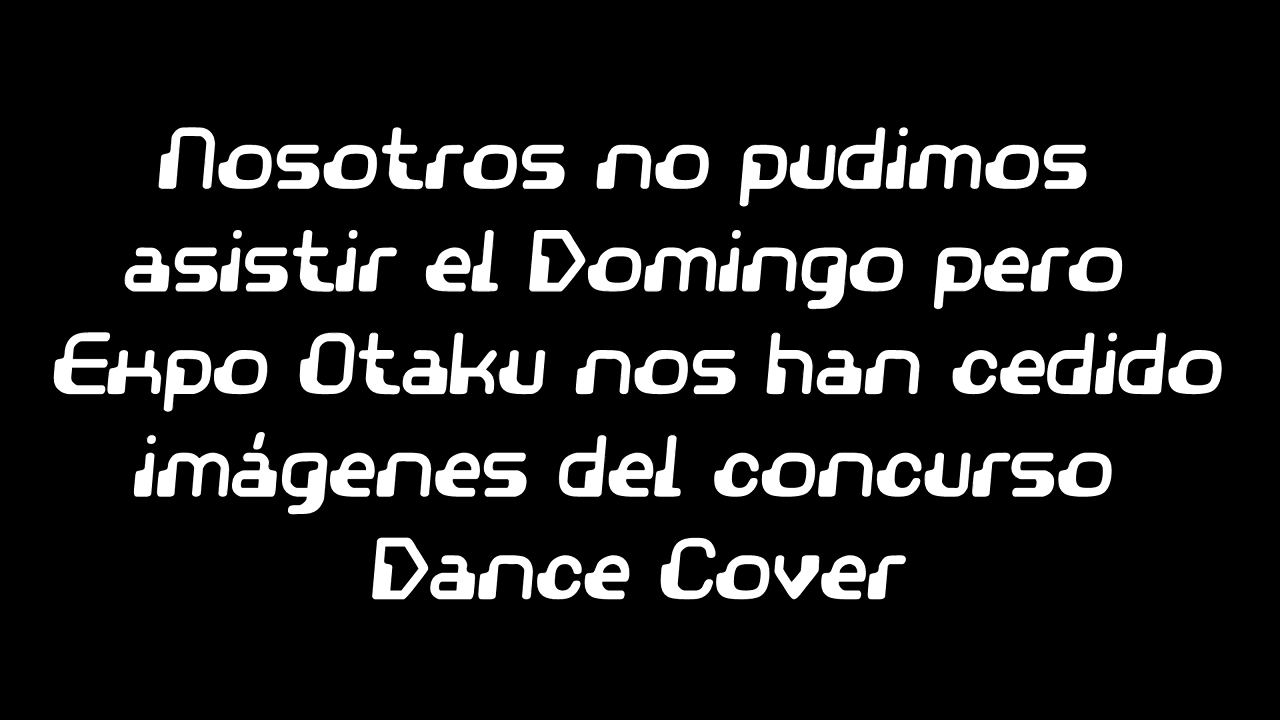 Nosotros no pudimos
asistir el Domingo pero
Expo Otaku nos han cedido
imágenes del concurso
Dance Cover